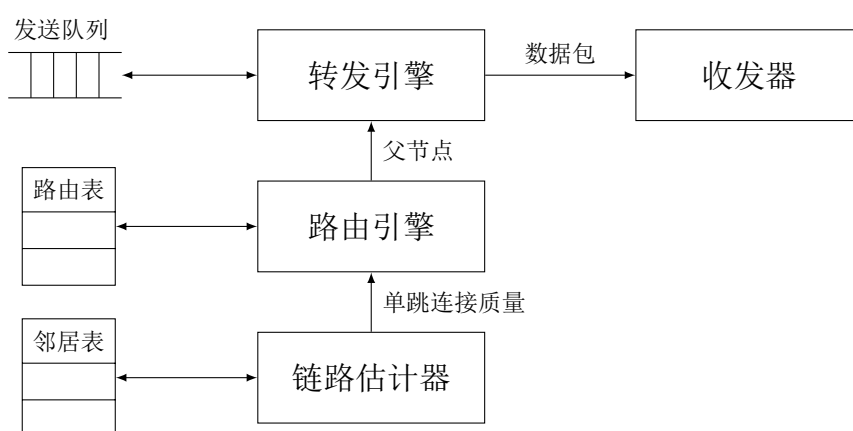 发送队列
转发引擎
数据包
收发器
父节点
路由表
路由引擎
单跳连接质量
邻居表
链路估计器